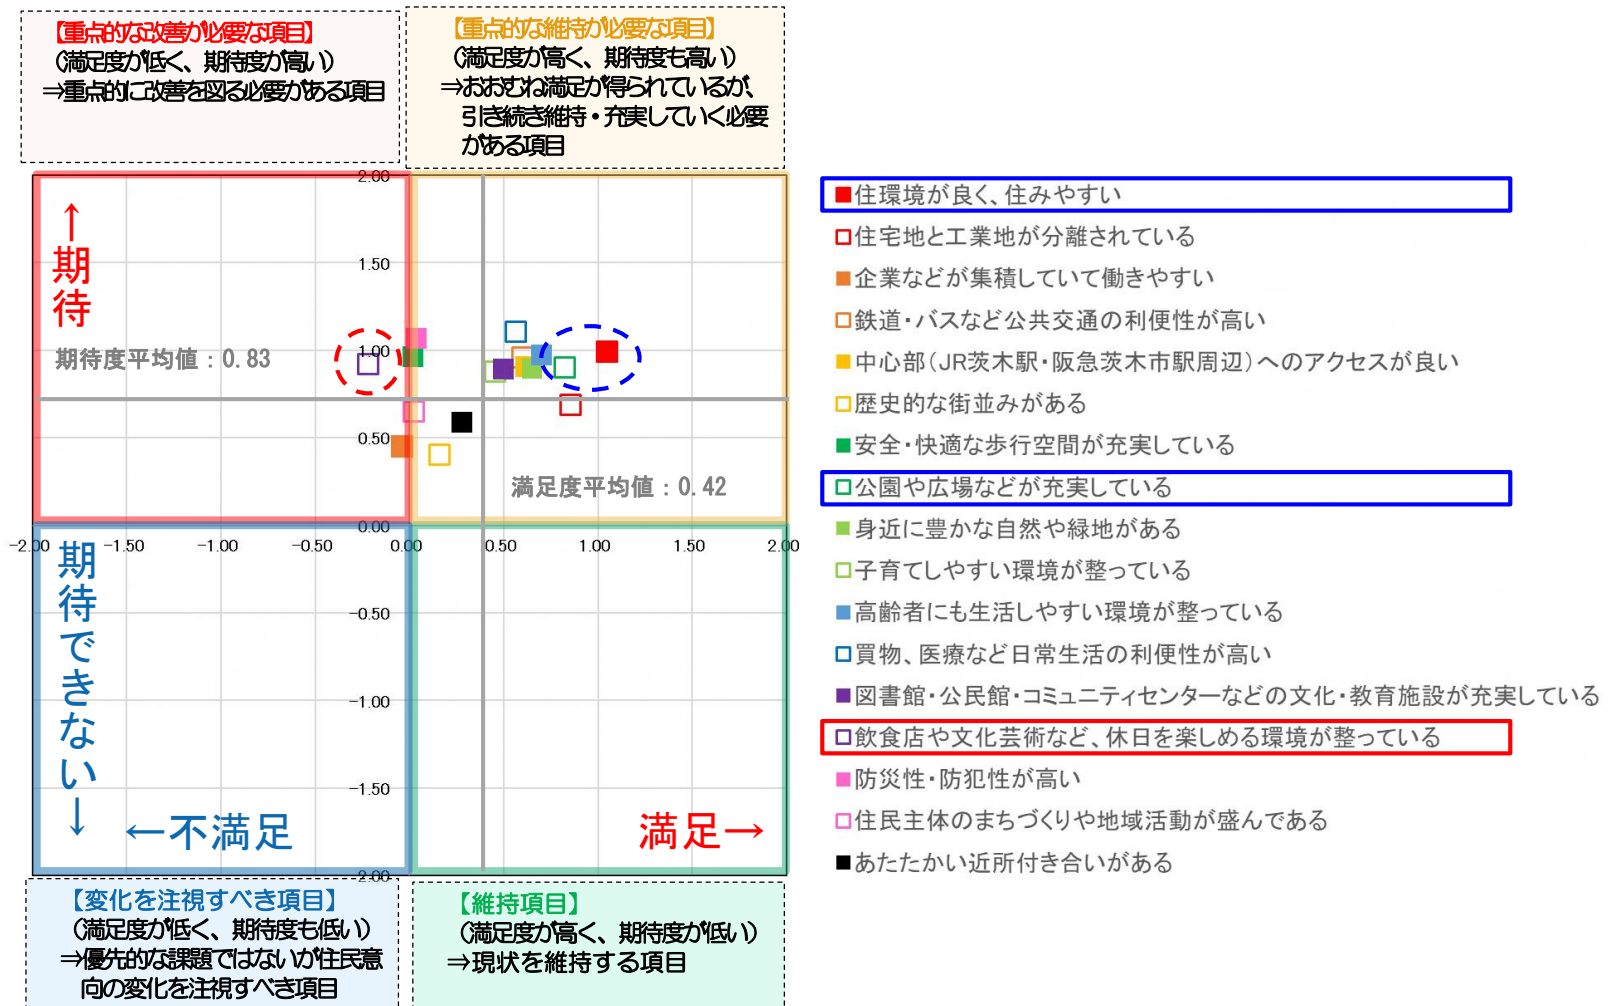 【重点的な改善が必要な項目】
（満足度が低く、期待度が高い）
⇒重点的に改善を図る必要がある項目
【重点的な維持が必要な項目】
（満足度が高く、期待度も高い）
⇒おおむね満足が得られているが、
引き続き維持・充実していく必要
がある項目
2.00
1.50
1.00
0.50
0.00
-0.50
-1.00
-1.50
-2.00
-2.00
-1.50
-1.00
-0.50
0.00
0.50
1.00
1.50
2.00
↑期待
期待度平均値：0.83
満足度平均値：0.42
期待できない↓
←不満足
満足→
住環境が良く、住みやすい
住宅地と工業地が分離されている
企業などが集積していて働きやすい
鉄道・バスなど公共交通の利便性が高い
中心部（JR茨木駅・阪急茨木市駅周辺）へのアクセスが良い
歴史的な街並みがある
安全・快適な歩行空間が充実している
公園や広場などが充実している
身近に豊かな自然や緑地がある
子育てしやすい環境が整っている
高齢者にも生活しやすい環境が整っている
買物、医療など日常生活の利便性が高い
図書館・公民館・コミュニティセンターなどの文化・教育施設が充実している
飲食店や文化芸術など、休日を楽しめる環境が整っている
防災性・防犯性が高い
住民主体のまちづくりや地域活動が盛んである
あたたかい近所付き合いがある
【変化を注視すべき項目】
（満足度が低く、期待度も低い）
⇒優先的な課題ではないが住民意
向の変化を注視すべき項目
【維持項目】
（満足度が高く、期待度が低い）
⇒現状を維持する項目